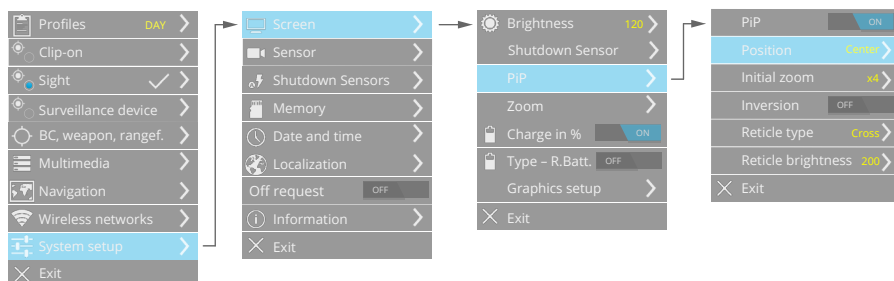 Profiles DAY
Clip-on
Sight
Surveillance device
BC, weapon, rangef.
Multimedia
Navigation
Wireless networks
System setup
Exit
Screen
Sensor
Shutdown Sensors
Memory
Date and time
Localization
Off request OFF
Information
Exit
Brightness 120
Shutdown Sensor
PiP
Zoom
Charge in % ON
Type – R.Batt. OFF
Graphics setup
Exit
PiP ON
Position Center
Initial zoom x4
Inversion OFF
Reticle type Cross
Reticle brightness 200
Exit